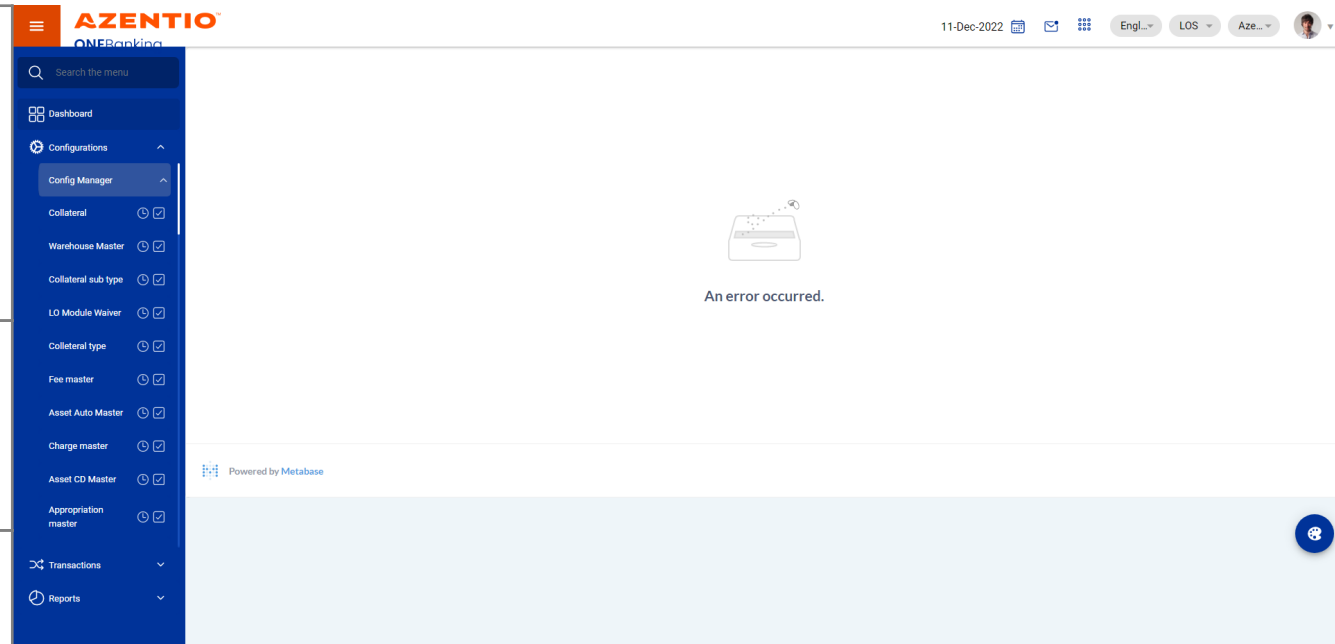 AZENTIO™
ONEBanking
11-Dec-2022
Engl...
LOS
Aze...
Search the menu
Dashboard
Configurations
Config Manager
Collateral
Warehouse Master
Collateral sub type
LO Module Waiver
Colleteral type
Fee master
Asset Auto Master
Charge master
Asset CD Master
Appropriation
master
Transactions
Reports
An error occurred.
Powered by Metabase